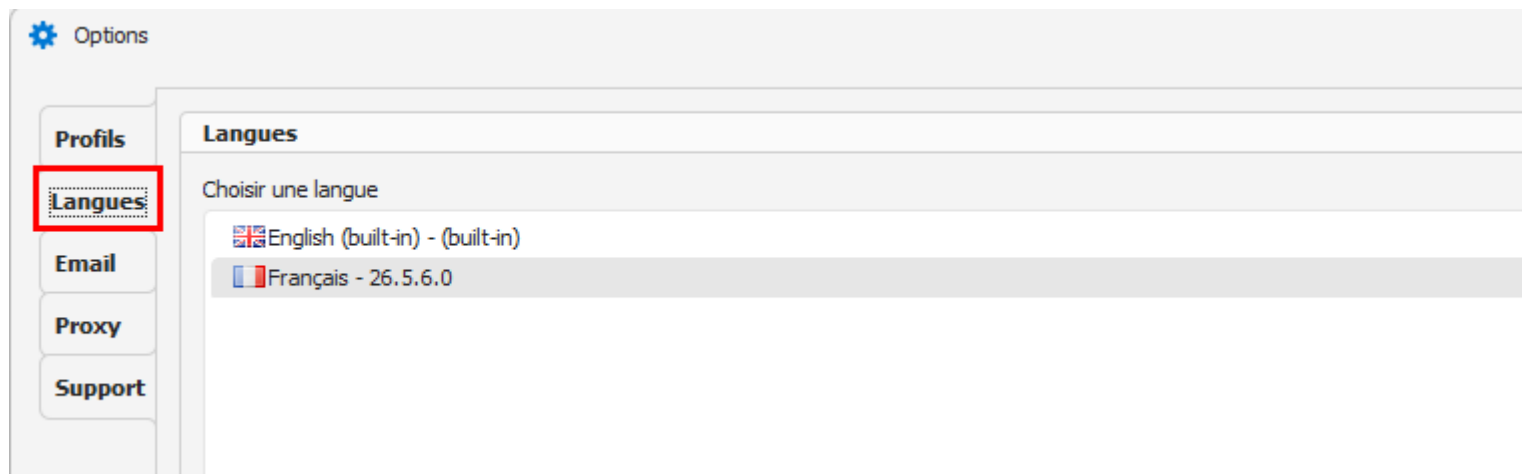 Options
Profils
Langues
Email
Proxy
Support
Langues
Choisir une langue
English (built-in) - (built-in)
Français - 26.5.6.0